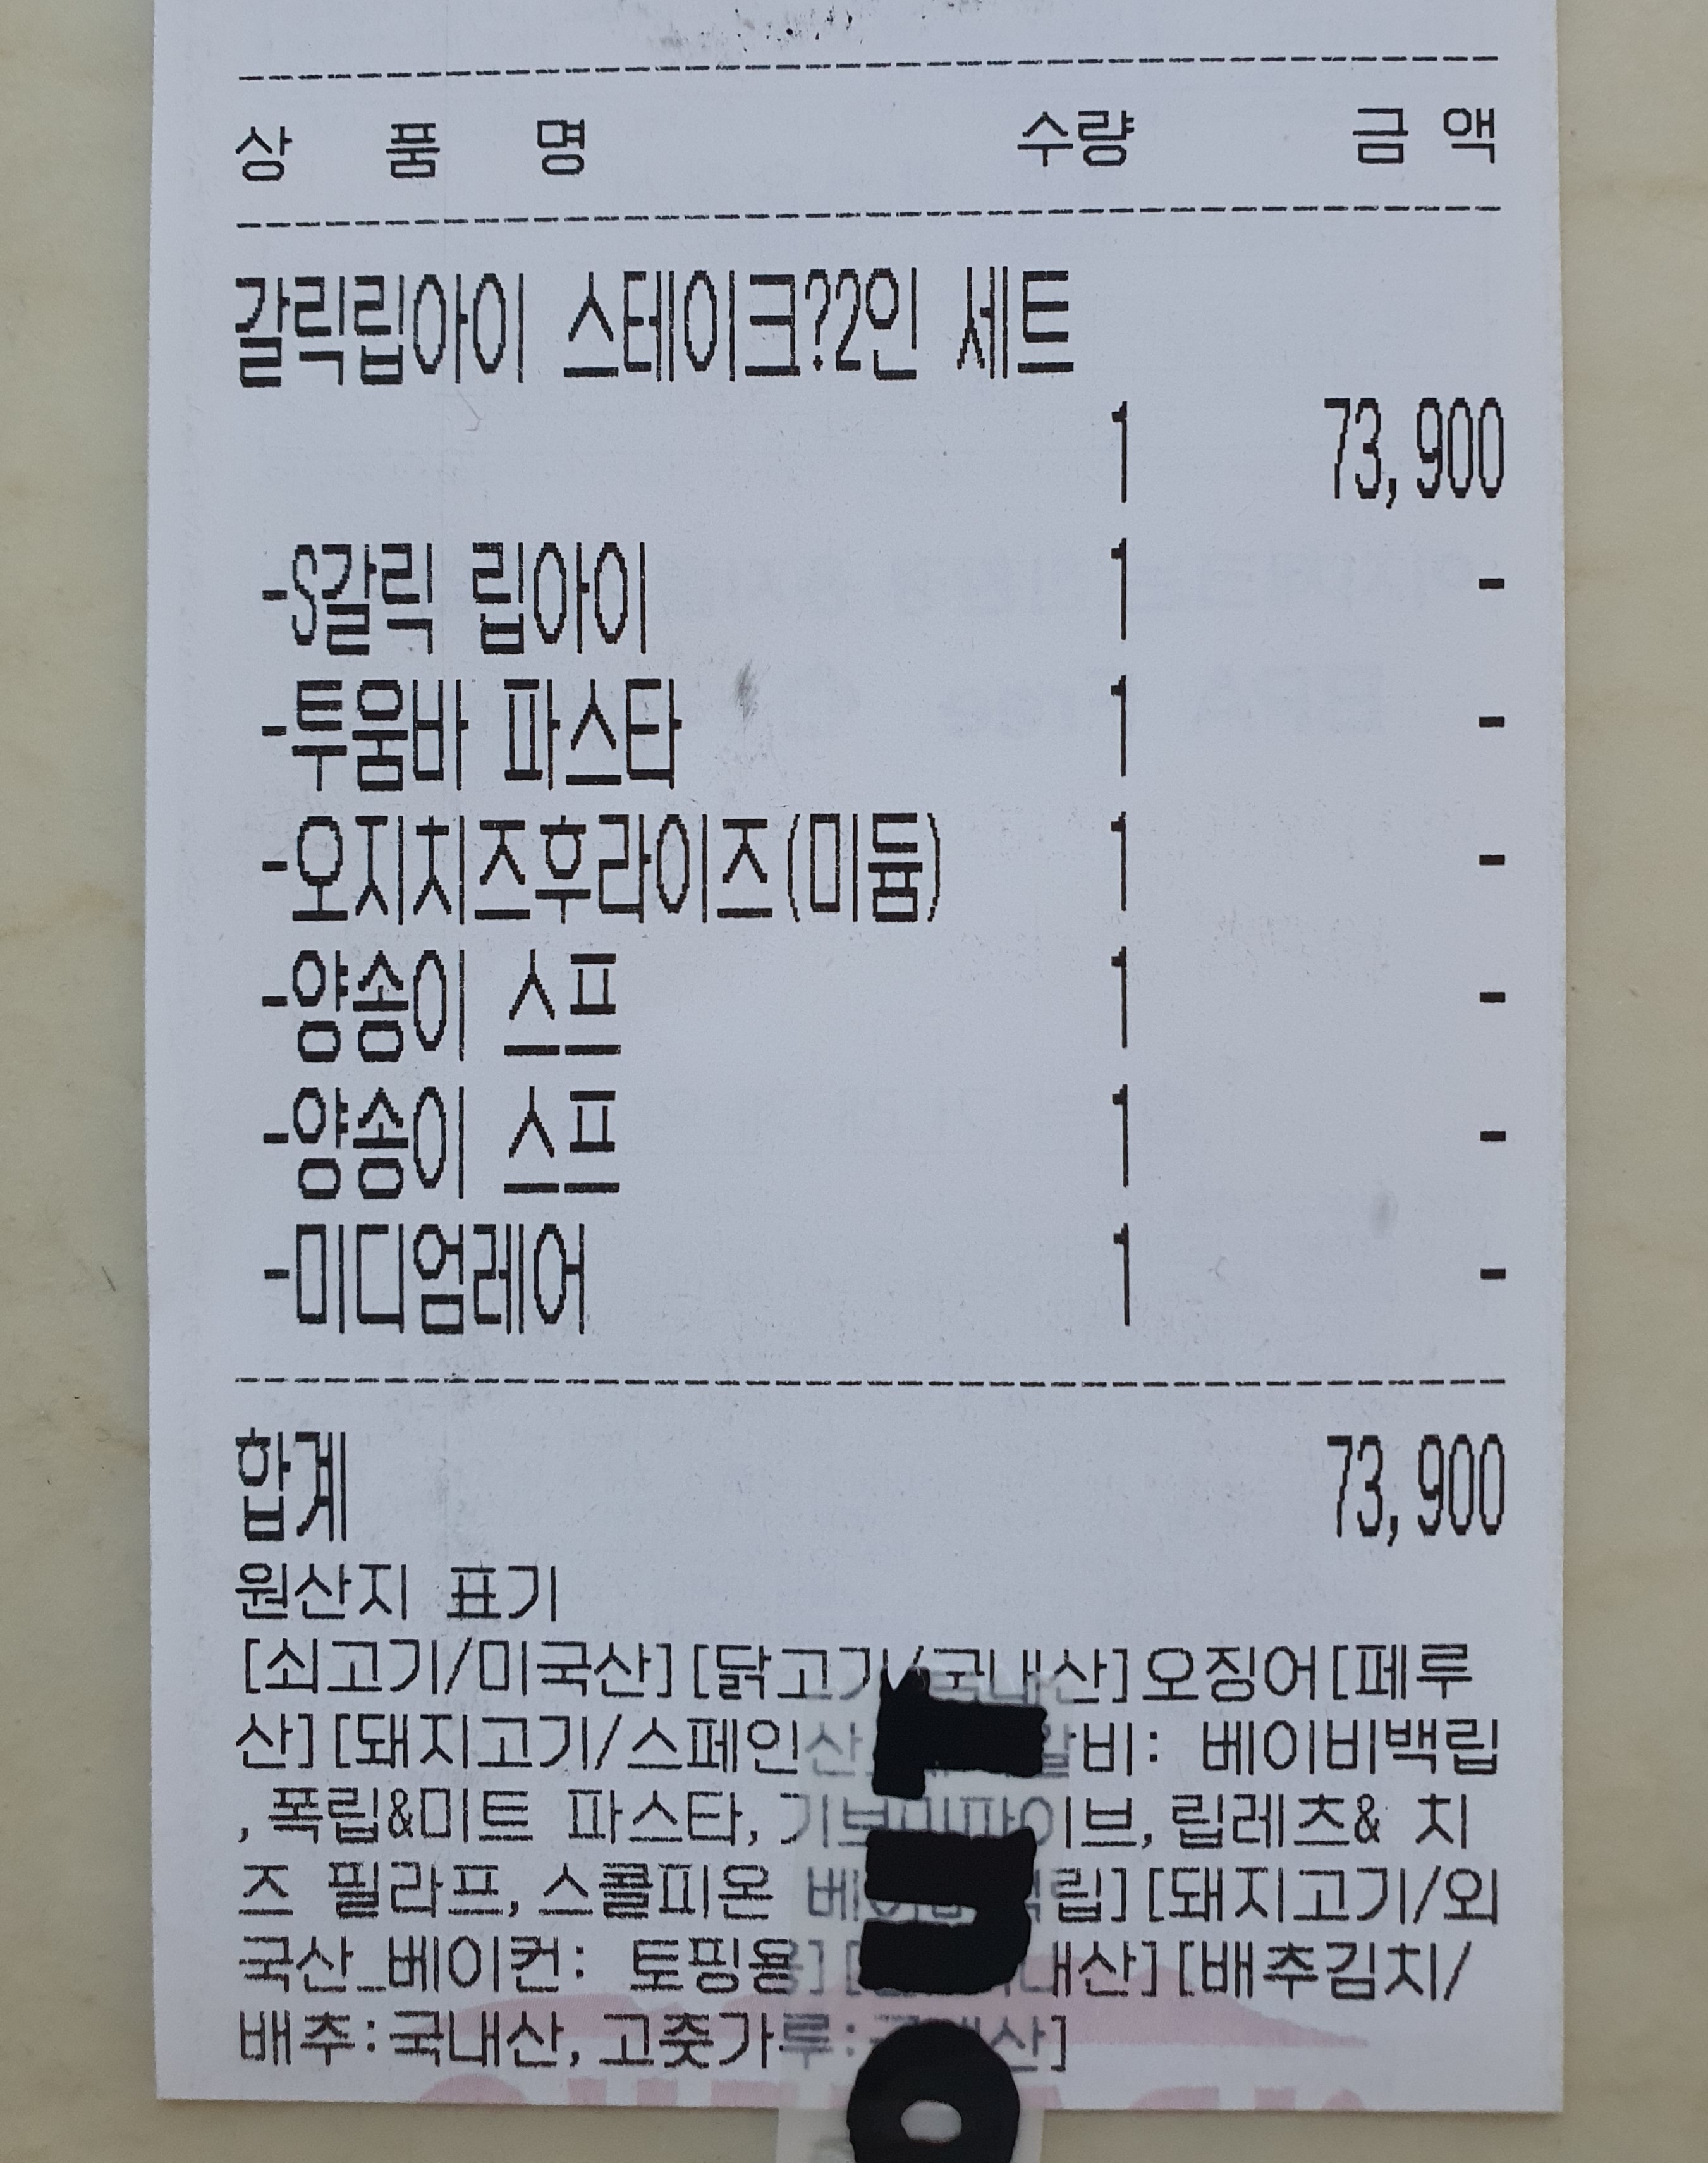 상 품 명 수량 금 액
갈릭립아이 스테이크?2인 세트
1 73,900
-S갈릭 립아이 1 -
-투움바 파스타 1 -
-오지치즈후라이즈(미듐) 1 -
-양송이 스프 1 -
-양송이 스프 1 -
-미디엄레어 1 -
합계 73,900
원산지 표기
[쇠고기/미국산][닭고기/국내산]오징어[페루
산][돼지고기/스페인산 비: 베이비백립
,폭립&미트 파스타, 이브,립레츠& 치
즈 필라프,스콜피온 립][돼지고기/외
국산_베이컨: 토핑용][ 내산][배추김치/
배추:국내산,고춧가루: 산]